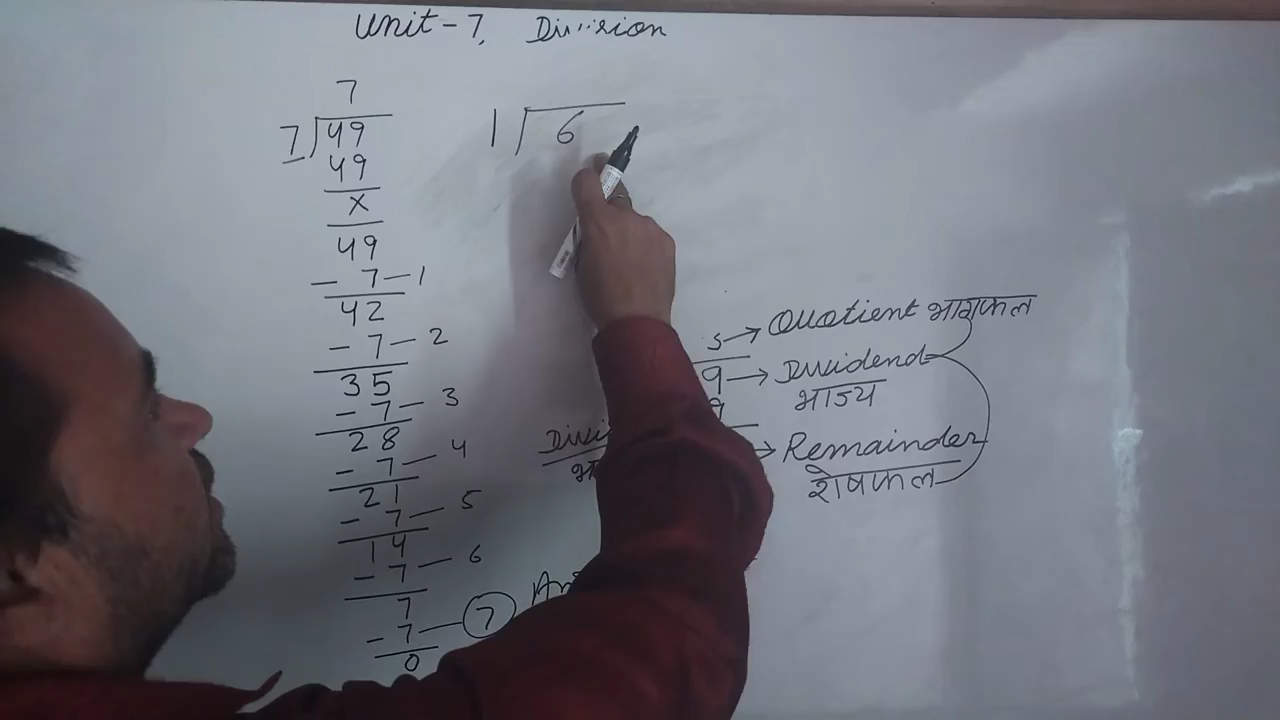 Unit-7, Division
7
7)49
49
x
49
- 7 - 1
42
- 7 - 2
35
- 7 - 3
28
- 7 - 4
21
- 7 - 5
14
- 7 - 6
7
- 7 - 7
0
1)6
5 → Quotient भागफल
9 → Dividend
भाज्य
9
→ Remainder
शेषफल